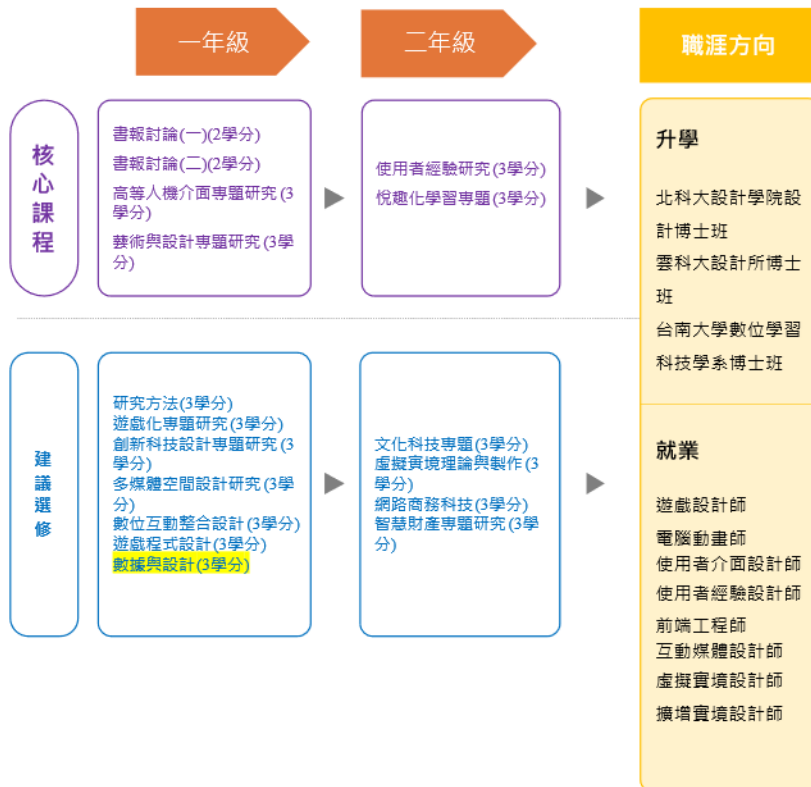 一年級
二年級
職涯方向
核
心
課
程
書報討論(一)(2學分)
書報討論(二)(2學分)
高等人機介面專題研究(3
學分)
藝術與設計專題研究(3學
分)
使用者經驗研究(3學分)
悅趣化學習專題(3學分)
升學
北科大設計學院設
計博士班
雲科大設計所博士
班
台南大學數位學習
科技學系博士班
建
議
選
修
研究方法(3學分)
遊戲化專題研究(3學分)
創新科技設計專題研究(3
學分)
多媒體空間設計研究(3學
分)
數位互動整合設計(3學分)
遊戲程式設計(3學分)
數據與設計(3學分)
文化科技專題(3學分)
虛擬實境理論與製作(3
學分)
網路商務科技(3學分)
智慧財產專題研究(3學
分)
就業
遊戲設計師
電腦動畫師
使用者介面設計師
使用者經驗設計師
前端工程師
互動媒體設計師
虛擬實境設計師
擴增實境設計師